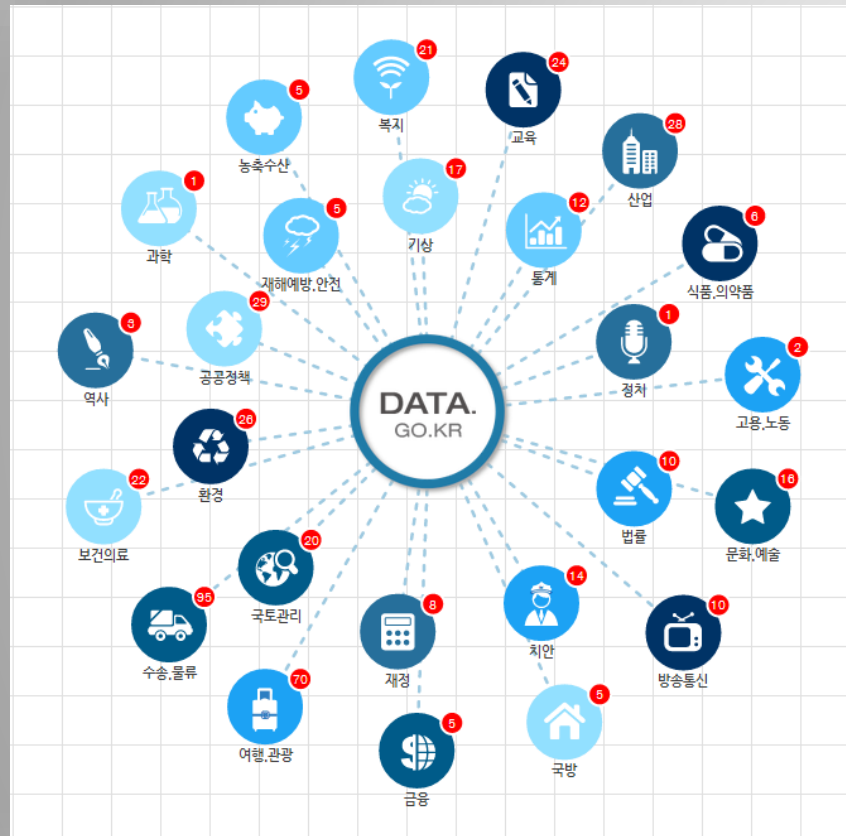 21
복지
24
교육
5
농축수산
28
산업
1
과학
17
기상
12
통계
5
재해예방,안전
6
식품,의약품
29
공공정책
3
역사
1
정차
2
고용,노동
DATA.
GO.KR
26
환경
22
보건의료
10
법률
16
문화,예술
20
국토관리
95
수송,물류
8
재정
14
치안
10
방송통신
70
여행,관광
5
금융
5
국방